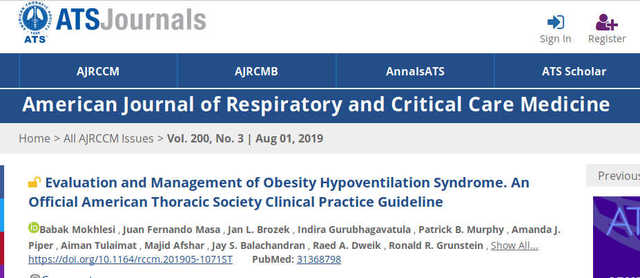 ATSJournals
ATS
Sign In
Register
AJRCCM
AJRCMB
AnnalsATS
ATS Scholar
American Journal of Respiratory and Critical Care Medicine
Home > All AJRCCM Issues > Vol. 200, No. 3 | Aug 01, 2019
Previous
Evaluation and Management of Obesity Hypoventilation Syndrome. An
Official American Thoracic Society Clinical Practice Guideline
iD Babak Mokhlesi , Juan Fernando Masa , Jan L. Brozek , Indira Gurubhagavatula , Patrick B. Murphy , Amanda J.
Piper , Aiman Tulaimat , Majid Afshar , Jay S. Balachandran , Raed A. Dweik , Ronald R. Grunstein , Show All...
https://doi.org/10.1164/rccm.201905-1071ST PubMed: 31368798